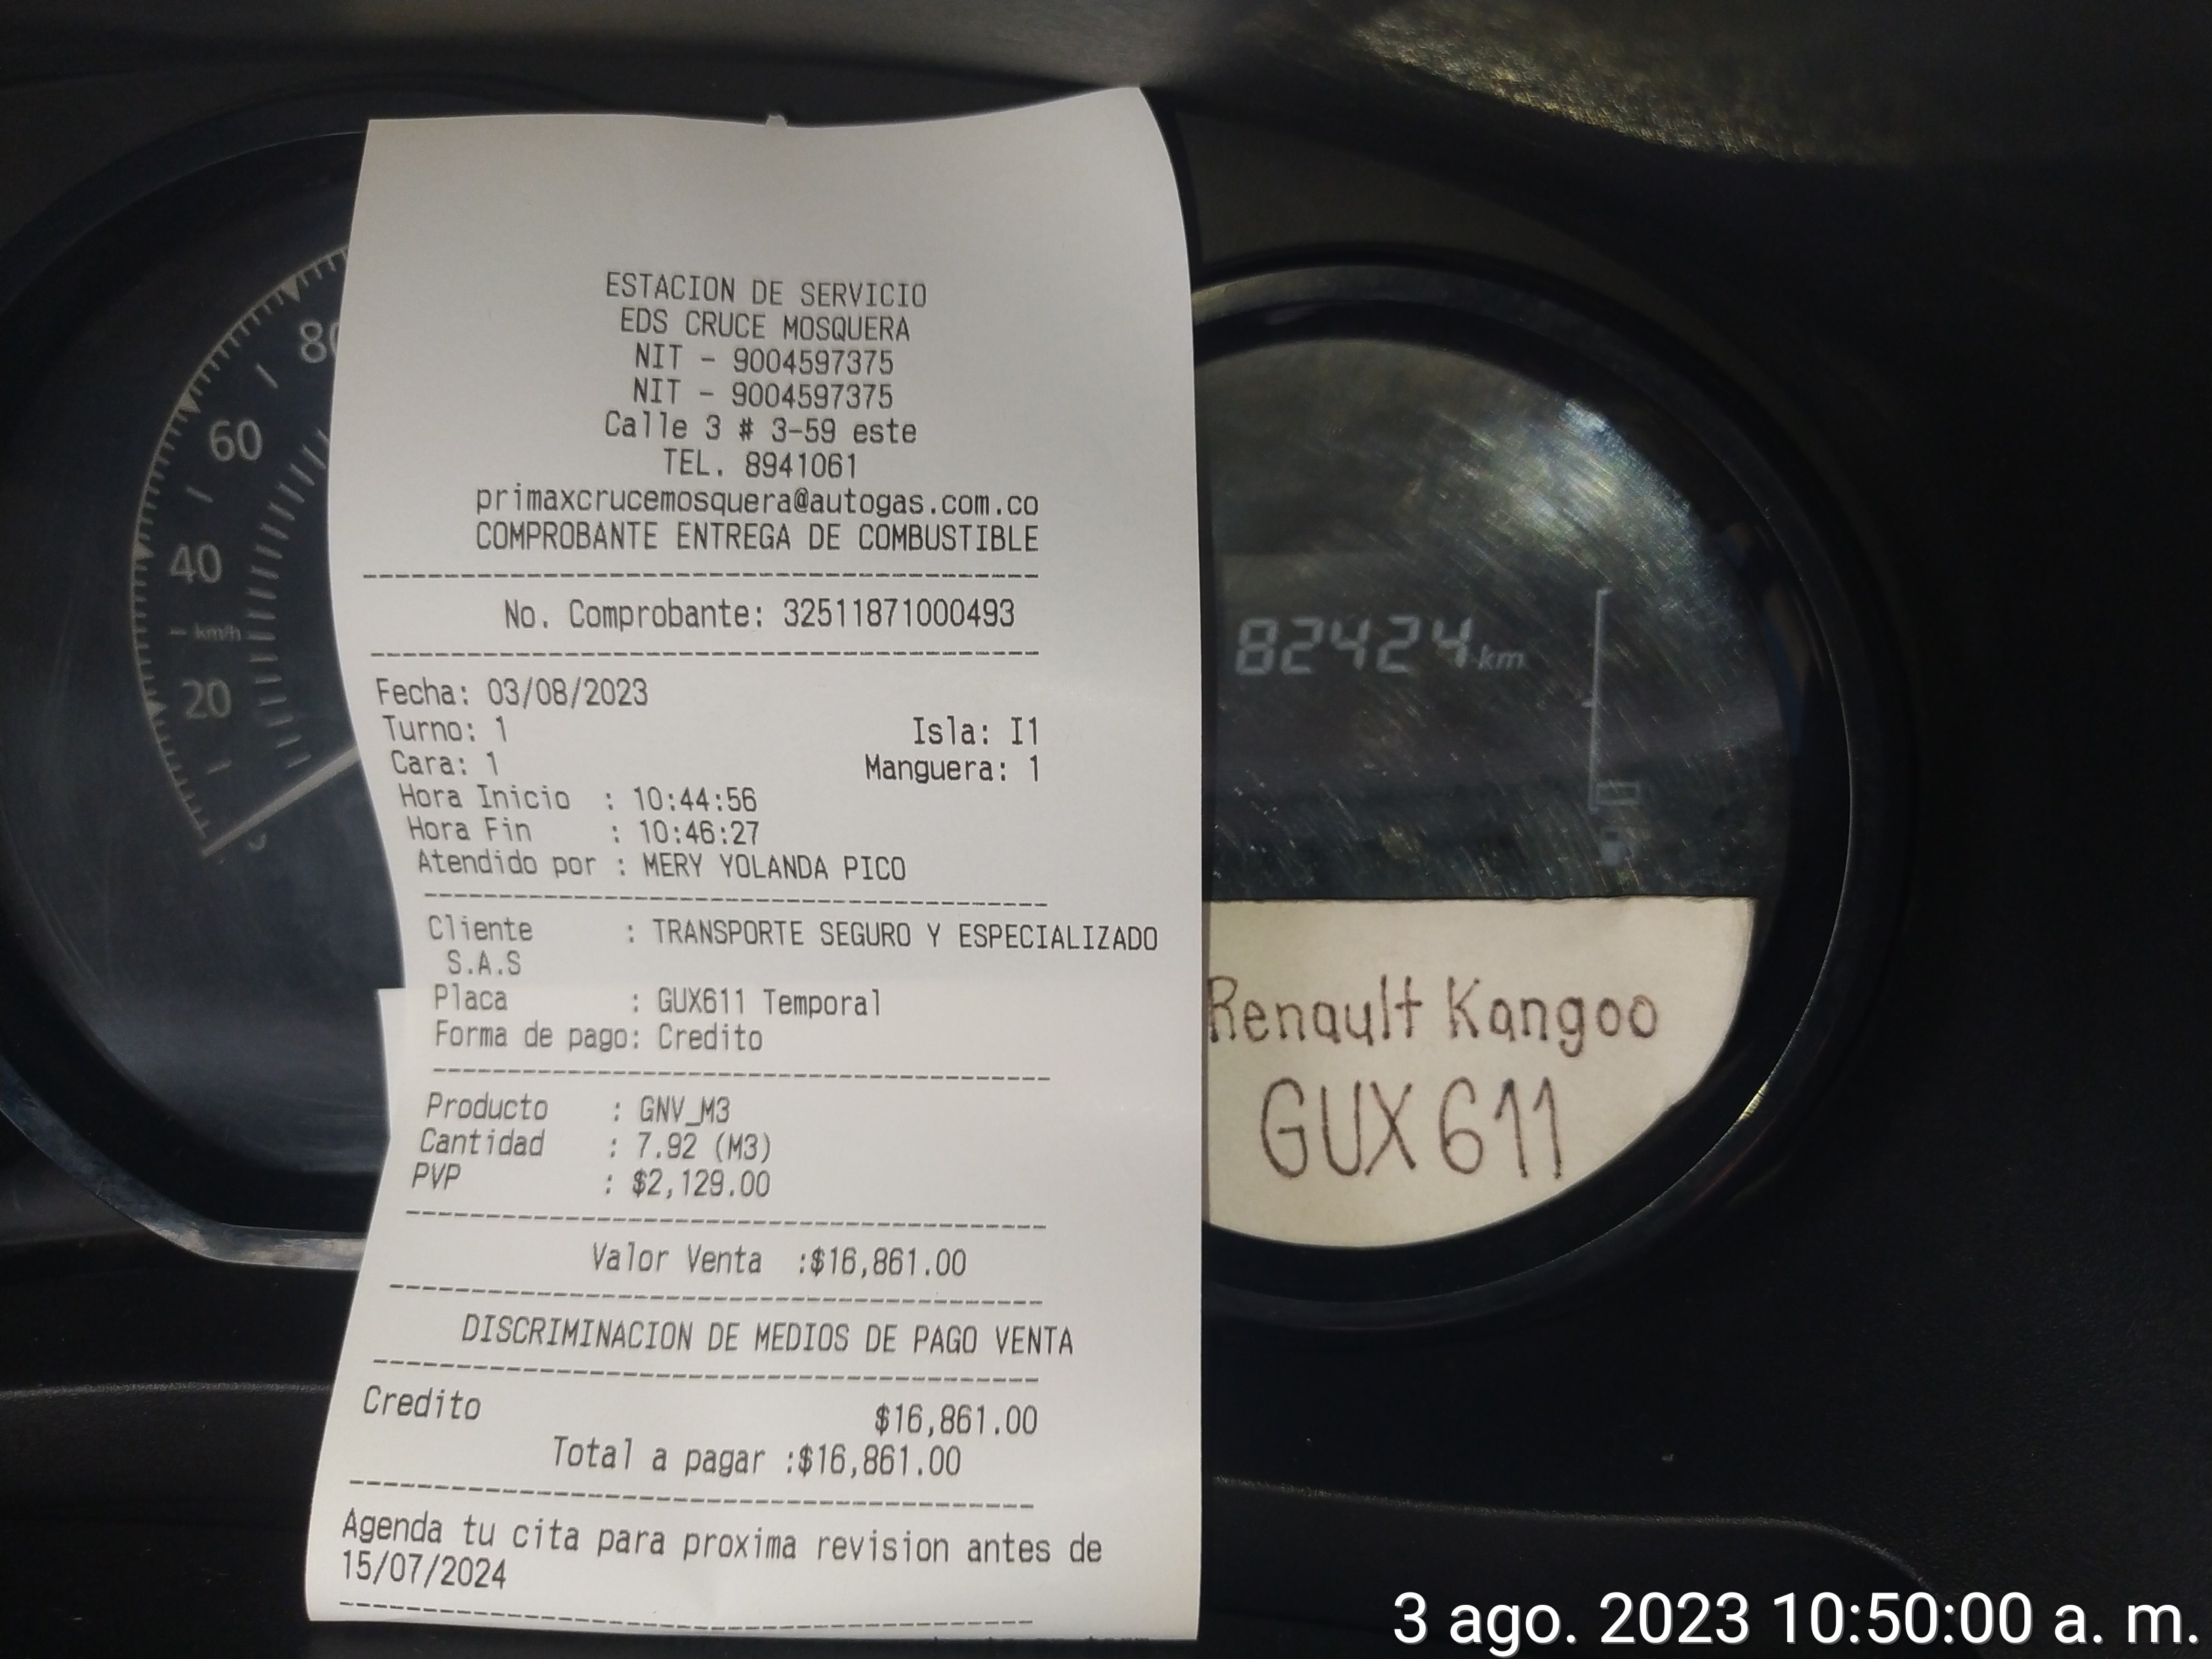 ESTACION DE SERVICIO
EDS CRUCE MOSQUERA
NIT - 9004597375
NIT - 9004597375
Calle 3 # 3-59 este
TEL. 8941061
primaxcrucemosquera@autogas.com.co
COMPROBANTE ENTREGA DE COMBUSTIBLE
No. Comprobante: 32511871000493
Fecha: 03/08/2023
Turno: 1 Isla: I1
Cara: 1 Manguera: 1
Hora Inicio : 10:44:56
Hora Fin : 10:46:27
Atendido por : MERY YOLANDA PICO
Cliente : TRANSPORTE SEGURO Y ESPECIALIZADO
S.A.S
Placa : GUX611 Temporal
Forma de pago: Credito
Producto : GNV_M3
Cantidad : 7.92 (M3)
PVP : $2,129.00
Valor Venta :$16,861.00
DISCRIMINACION DE MEDIOS DE PAGO VENTA
Credito $16,861.00
Total a pagar :$16,861.00
Agenda tu cita para proxima revision antes de
15/07/2024
80
60
40
km/h
20
82424 km
Renault Kangoo
GUX611
3 ago. 2023 10:50:00 a. m.